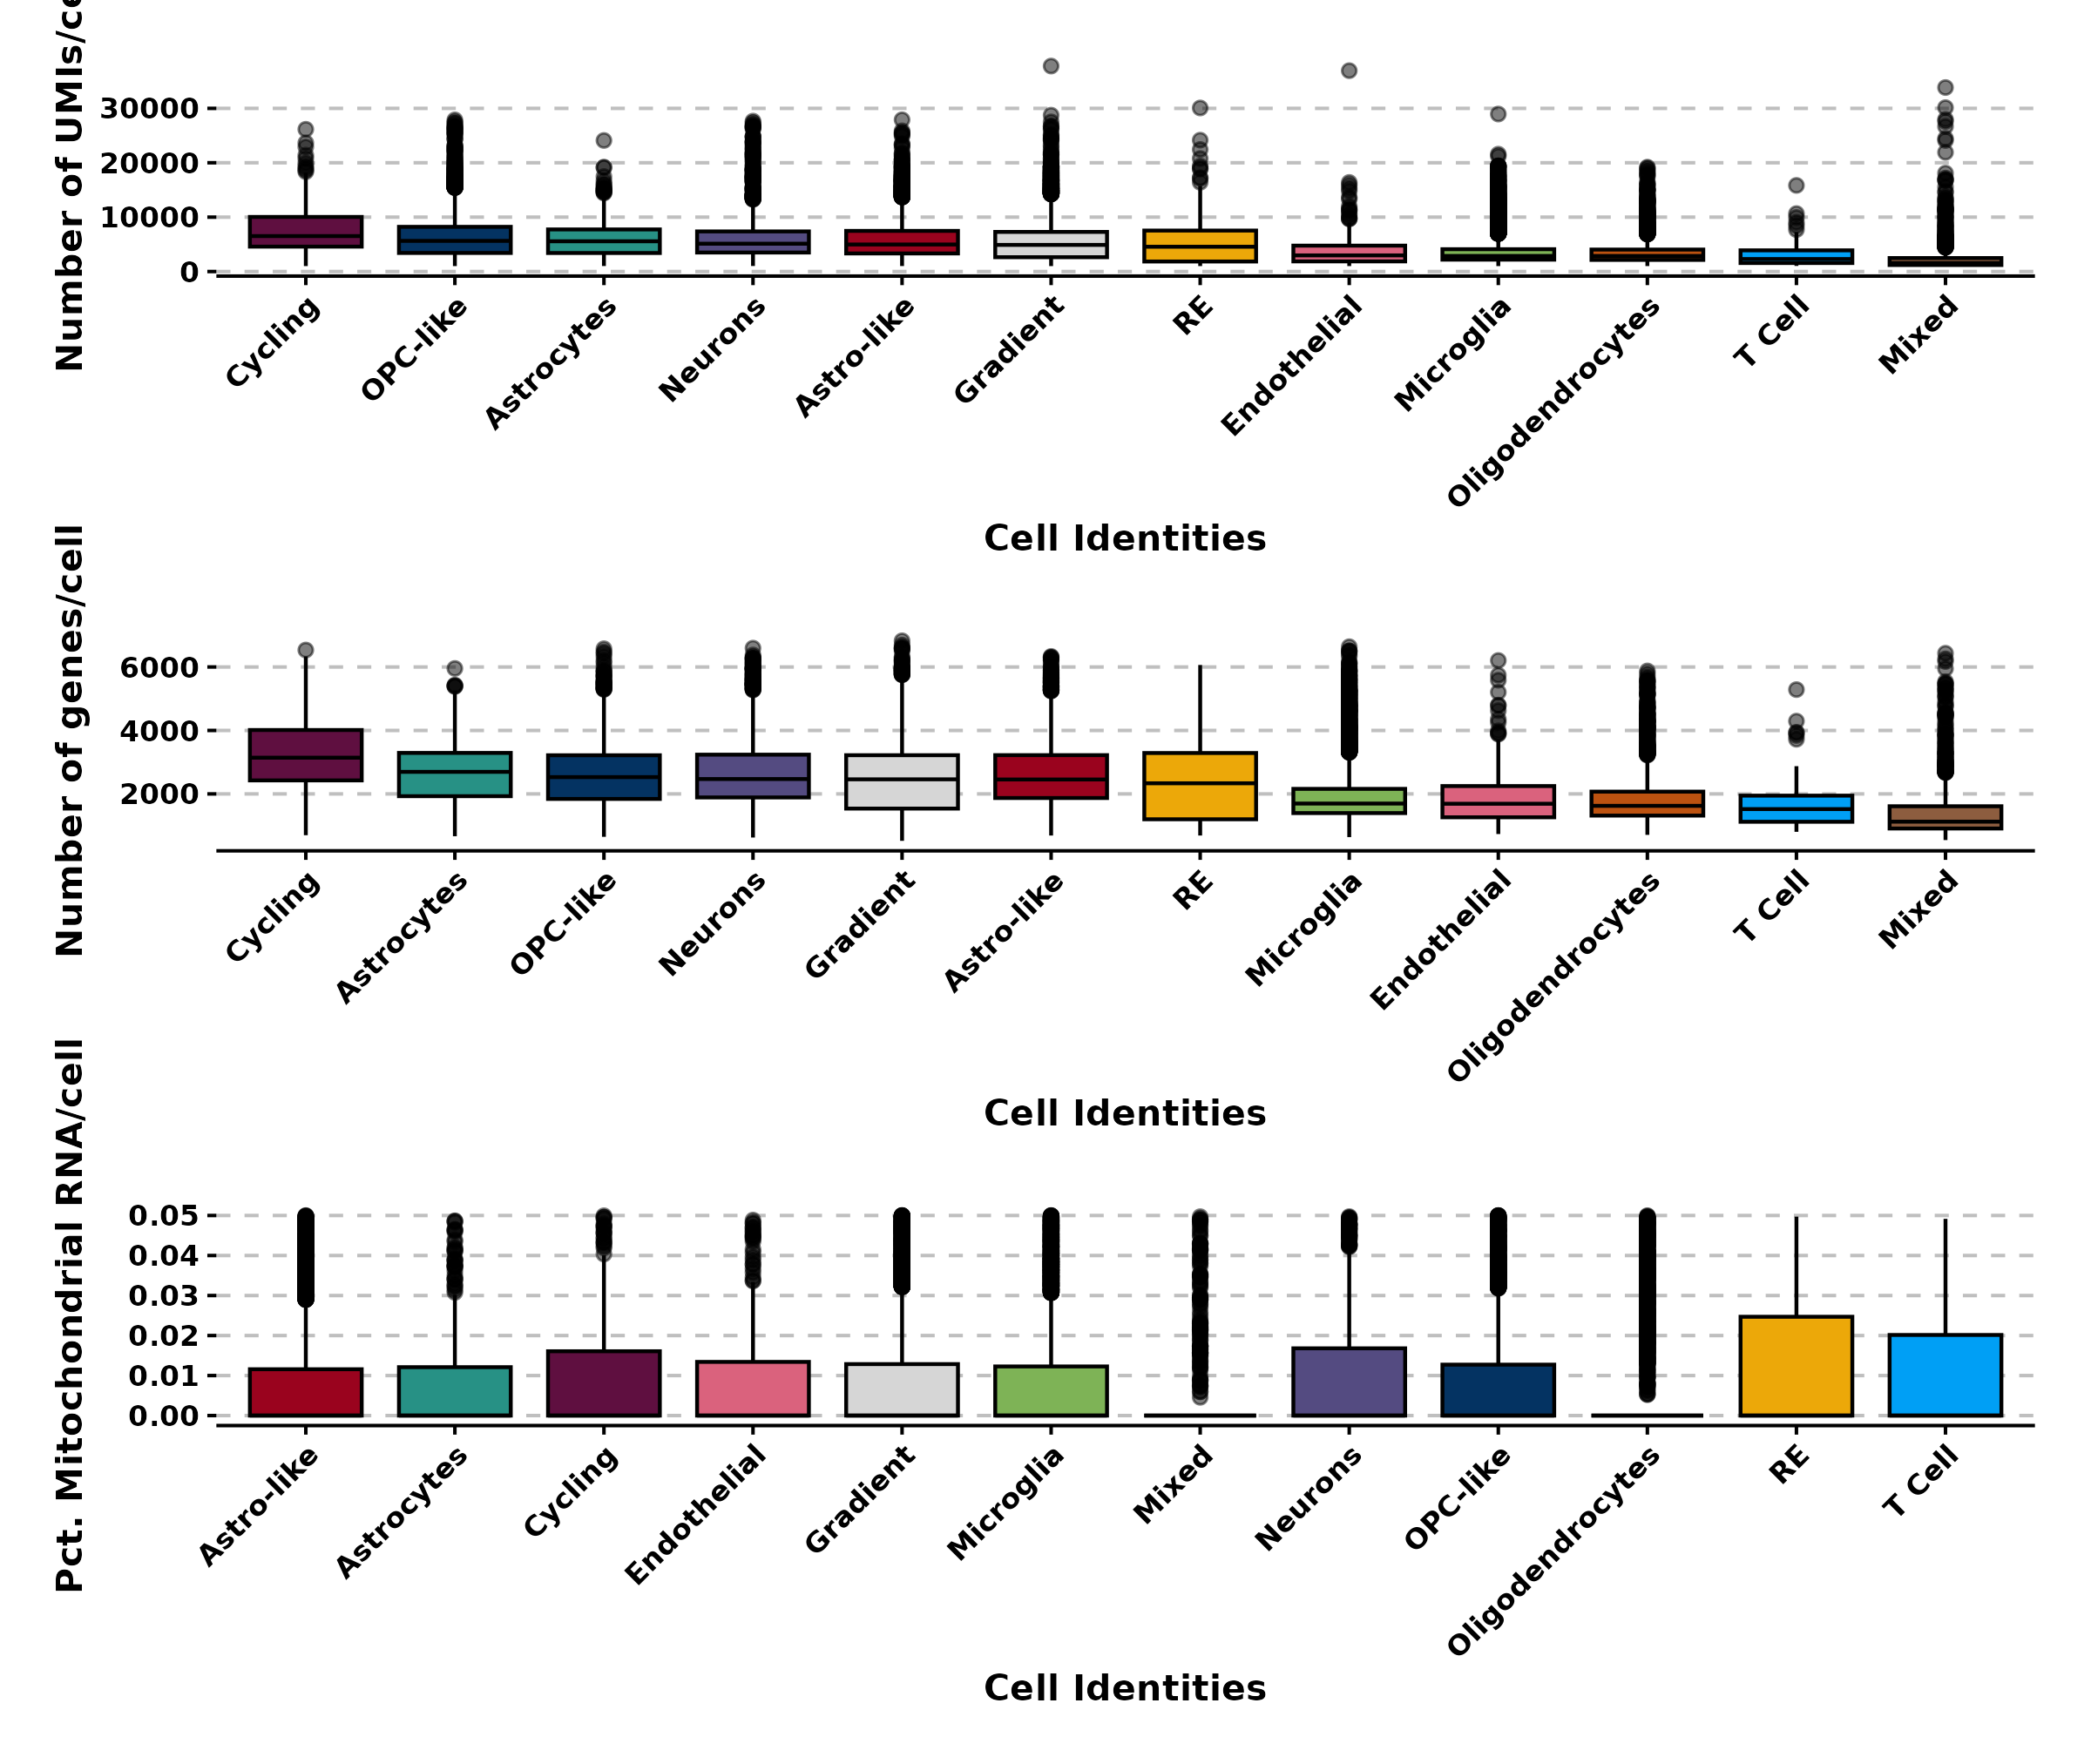 Number of UMIs/ce
30000
20000
10000
0
Cycling
OPC-like
Astrocytes
Neurons
Astro-like
Gradient
RE
Endothelial
Microglia
Oligodendrocytes
T Cell
Mixed
Cell Identities
Number of genes/cell
6000
4000
2000
Cycling
Astrocytes
OPC-like
Neurons
Gradient
Astro-like
RE
Microglia
Endothelial
Oligodendrocytes
T Cell
Mixed
Cell Identities
Pct. Mitochondrial RNA/cell
0.05
0.04
0.03
0.02
0.01
0.00
Astro-like
Astrocytes
Cycling
Endothelial
Gradient
Microglia
Mixed
Neurons
OPC-like
Oligodendrocytes
RE
T Cell
Cell Identities